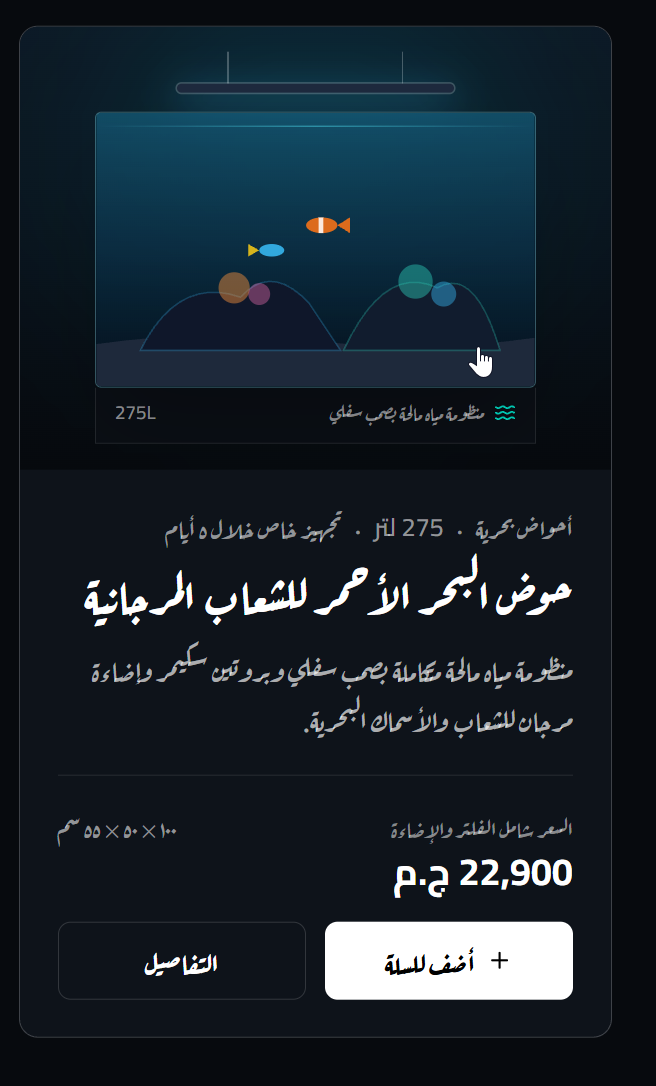 منظومة مياه مالحة بصمب سفلي 275L
أحواض بحرية · 275 لتر · تجهيز خاص خلال ٥ أيام
حوض البحر الأحمر للشعاب المرجانية
منظومة مياه مالحة متكاملة بصمب سفلي وبروتين سكيمر وإضاءة
مرجان للشعاب والأسماك البحرية.
السعر شامل الفلتر والإضاءة
١٠٠ × ٥٠ × ٥٥ سم
22,900 ج.م
+ أضف للسلة
التفاصيل